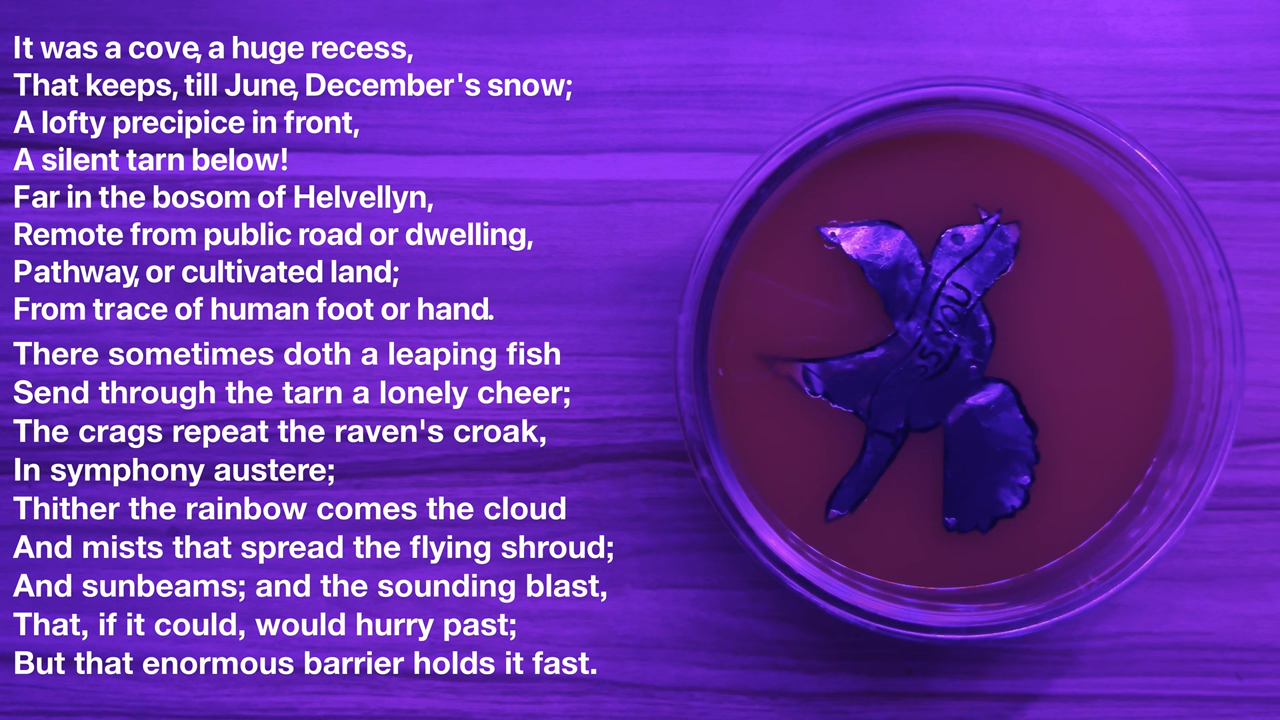 It was a cove, a huge recess,
That keeps, till June, December's snow;
A lofty precipice in front,
A silent tarn below!
Far in the bosom of Helvellyn,
Remote from public road or dwelling,
Pathway, or cultivated land;
From trace of human foot or hand.
There sometimes doth a leaping fish
Send through the tarn a lonely cheer;
The crags repeat the raven's croak,
In symphony austere;
Thither the rainbow comes the cloud
And mists that spread the flying shroud;
And sunbeams; and the sounding blast,
That, if it could, would hurry past;
But that enormous barrier holds it fast.
YOU